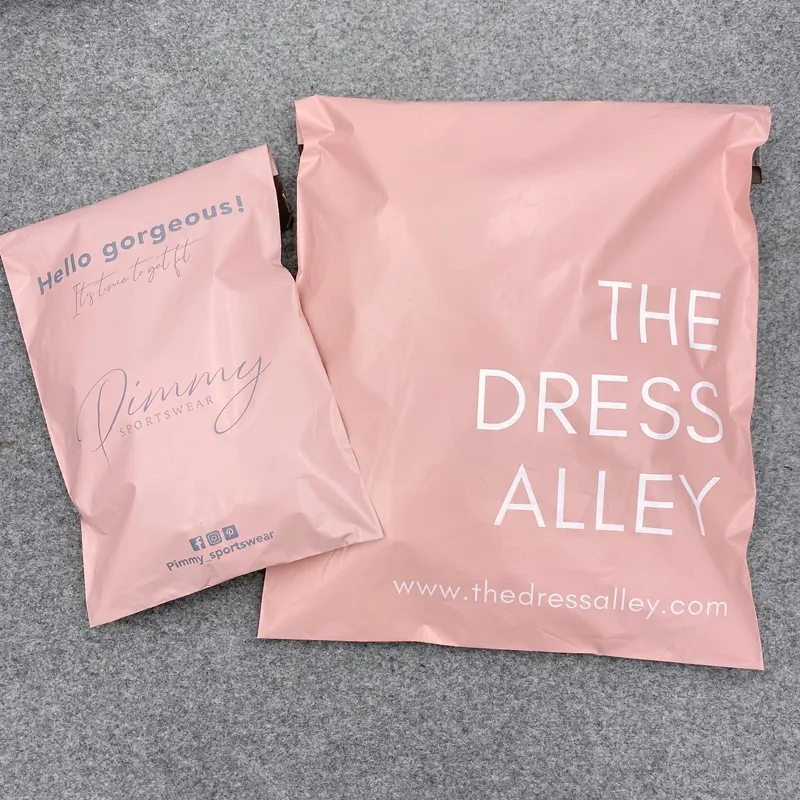 Hello gorgeous!
It's time to get fit
Pimmy
SPORTSWEAR
Pimmy_sportswear
THE
DRESS
ALLEY
www.thedressalley.com